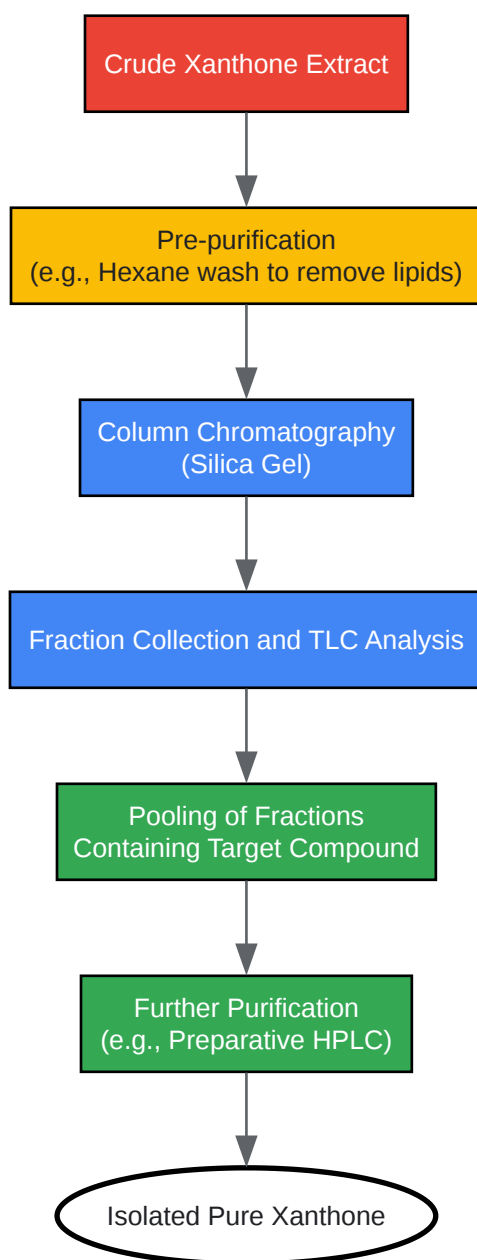 Crude Xanthone Extract
Pre-purification
(e.g., Hexane wash to remove lipids)
Column Chromatography
(Silica Gel)
Fraction Collection and TLC Analysis
Pooling of Fractions
Containing Target Compound
Further Purification
(e.g., Preparative HPLC)
Isolated Pure Xanthone